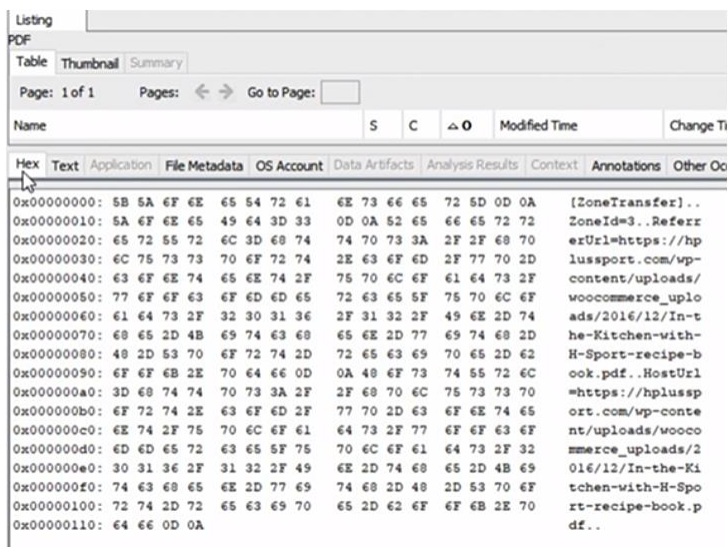 Listing
PDF
Table Thumbnail Summary
Page: 1 of 1 Pages: Go to Page:
Name S C O Modified Time Change Ti
Hex Text Application File Metadata OS Account Data Artifacts Analysis Results Context Annotations Other Occ
0x00000000: 5B 5A 6F 6E 65 54 72 61 6E 73 66 65 72 5D 0D 0A [ZoneTransfer]..
0x00000010: 5A 6F 6E 65 49 64 3D 33 0D 0A 52 65 66 65 72 72 ZoneId=3..Referr
0x00000020: 65 72 55 72 6C 3D 68 74 74 70 73 3A 2F 2F 68 70 erUrl=https://hp
0x00000030: 6C 75 73 73 70 6F 72 74 2E 63 6F 6D 2F 77 70 2D lussport.com/wp-
0x00000040: 63 6F 6E 74 65 6E 74 2F 75 70 6C 6F 61 64 73 2F content/uploads/
0x00000050: 77 6F 6F 63 6F 6D 6D 65 72 63 65 5F 75 70 6C 6F woocommerce_uplo
0x00000060: 61 64 73 2F 32 30 31 36 2F 31 32 2F 49 6E 2D 74 ads/2016/12/In-t
0x00000070: 68 65 2D 4B 69 74 63 68 65 6E 2D 77 69 74 68 2D he-Kitchen-with-
0x00000080: 48 2D 53 70 6F 72 74 2D 72 65 63 69 70 65 2D 62 H-Sport-recipe-b
0x00000090: 6F 6F 6B 2E 70 64 66 0D 0A 48 6F 73 74 55 72 6C ook.pdf..HostUrl
0x000000a0: 3D 68 74 74 70 73 3A 2F 2F 68 70 6C 75 73 73 70 =https://hplussp
0x000000b0: 6F 72 74 2E 63 6F 6D 2F 77 70 2D 63 6F 6E 74 65 ort.com/wp-conte
0x000000c0: 6E 74 2F 75 70 6C 6F 61 64 73 2F 77 6F 6F 63 6F nt/uploads/wooco
0x000000d0: 6D 6D 65 72 63 65 5F 75 70 6C 6F 61 64 73 2F 32 mmerce_uploads/2
0x000000e0: 30 31 36 2F 31 32 2F 49 6E 2D 74 68 65 2D 4B 69 016/12/In-the-Ki
0x000000f0: 74 63 68 65 6E 2D 77 69 74 68 2D 48 2D 53 70 6F tchen-with-H-Spo
0x00000100: 72 74 2D 72 65 63 69 70 65 2D 62 6F 6F 6B 2E 70 rt-recipe-book.p
0x00000110: 64 66 0D 0A df..